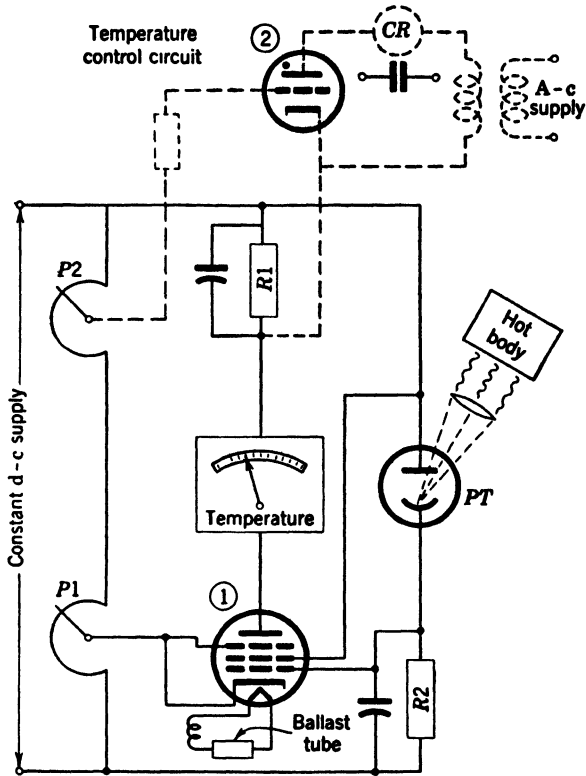 Temperature
control circuit
2
CR
A-c
supply
P2
R1
Hot
body
Constant d-c supply
Temperature
PT
P1
1
Ballast
tube
R2